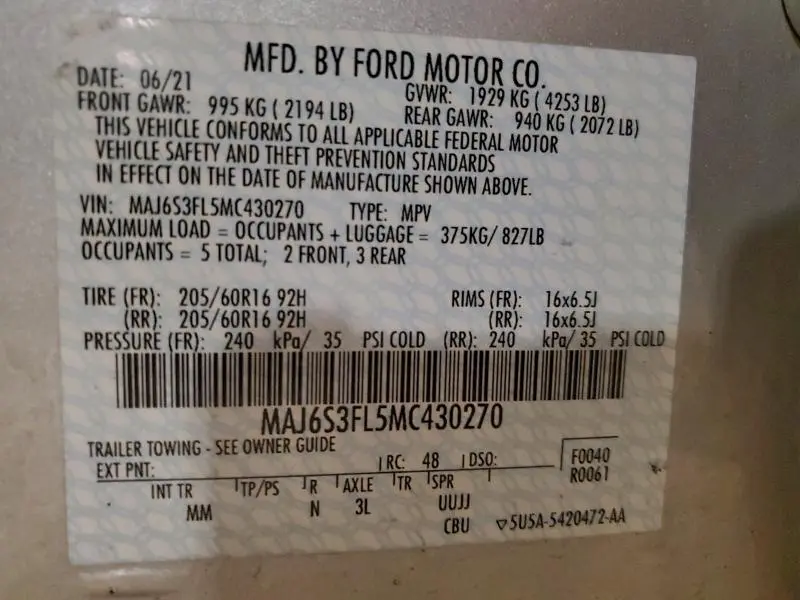 MFD. BY FORD MOTOR CO.
DATE: 06/21 GVWR: 1929 KG ( 4253 LB)
FRONT GAWR: 995 KG ( 2194 LB) REAR GAWR: 940 KG ( 2072 LB)
THIS VEHICLE CONFORMS TO ALL APPLICABLE FEDERAL MOTOR
VEHICLE SAFETY AND THEFT PREVENTION STANDARDS
IN EFFECT ON THE DATE OF MANUFACTURE SHOWN ABOVE.
VIN: MAJ6S3FL5MC430270 TYPE: MPV
MAXIMUM LOAD = OCCUPANTS + LUGGAGE = 375KG/ 827LB
OCCUPANTS = 5 TOTAL; 2 FRONT, 3 REAR
TIRE (FR): 205/60R16 92H RIMS (FR): 16x6.5J
(RR): 205/60R16 92H (RR): 16x6.5J
PRESSURE (FR): 240 kPa/ 35 PSI COLD (RR): 240 kPa/ 35 PSI COLD
MAJ6S3FL5MC430270
TRAILER TOWING - SEE OWNER GUIDE
EXT PNT: RC: 48 DSO: F0040
R0061
INT TR TP/PS R AXLE TR SPR
MM N 3L UUJJ
CBU ▽5U5A-5420472-AA